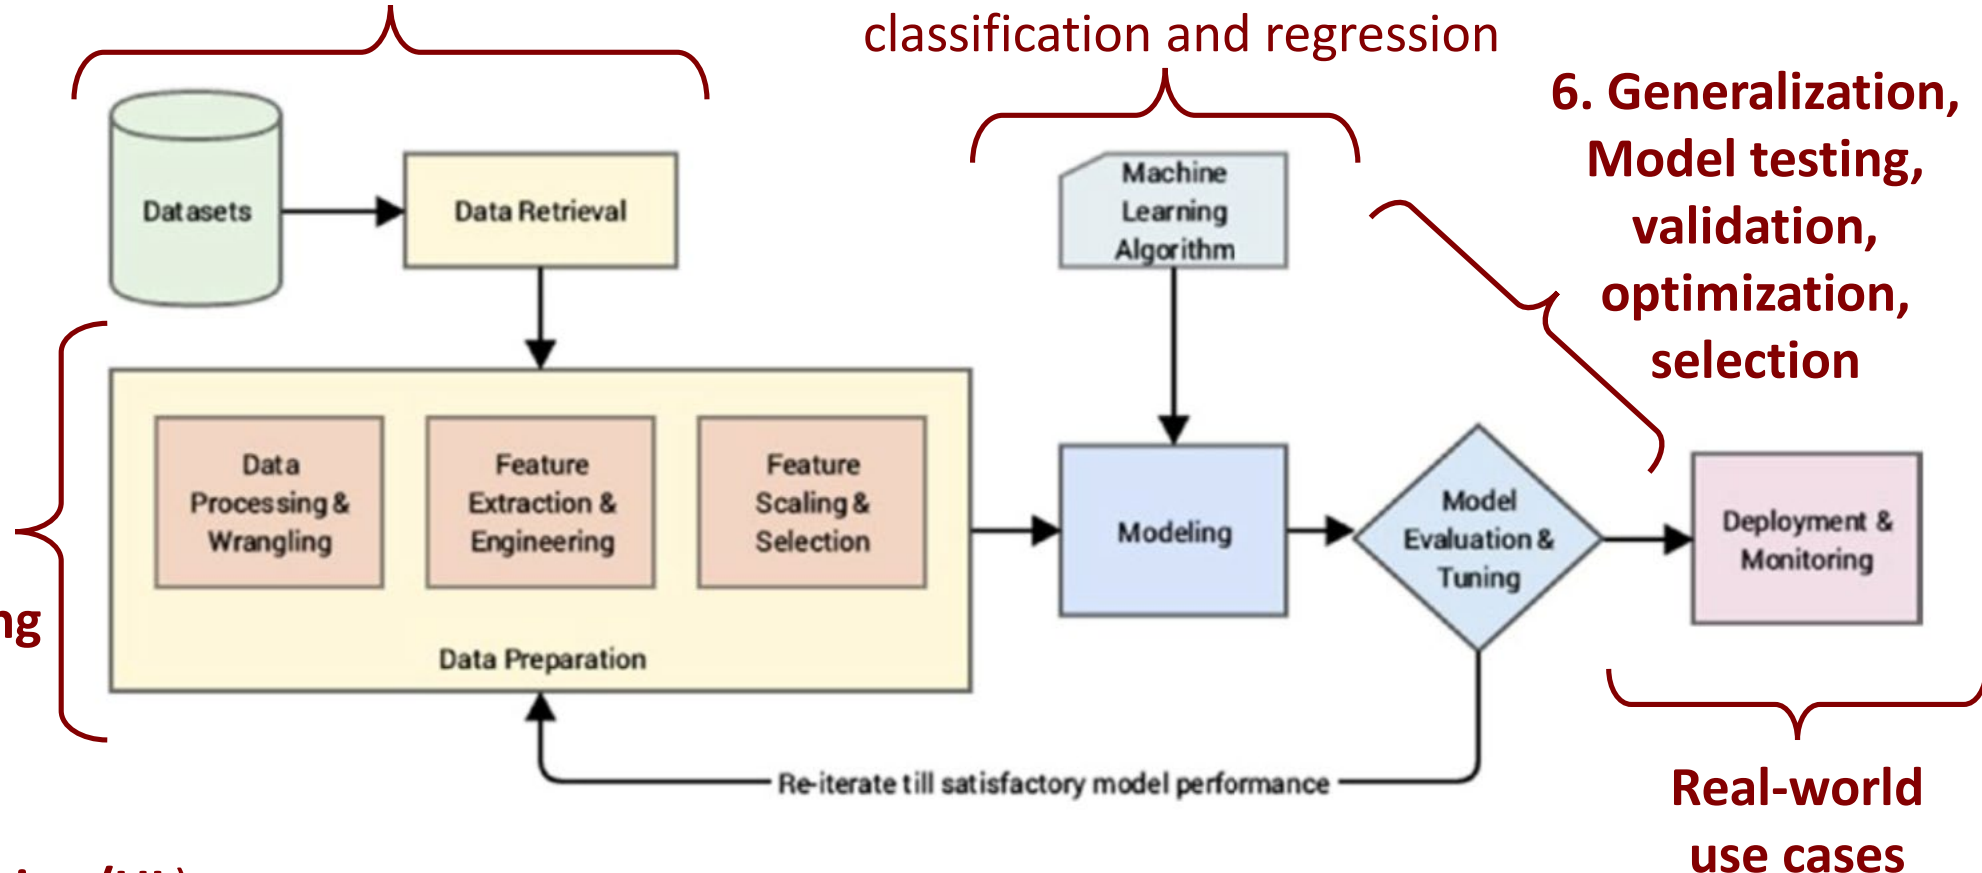 classification and regression
6. Generalization,
Model testing,
validation,
optimization,
selection
Datasets
Data Retrieval
Machine
Learning
Algorithm
Data
Processing &
Wrangling
Feature
Extraction &
Engineering
Feature
Scaling &
Selection
Data Preparation
Modeling
Model
Evaluation &
Tuning
Deployment &
Monitoring
ng
Re-iterate till satisfactory model performance
Real-world
use cases